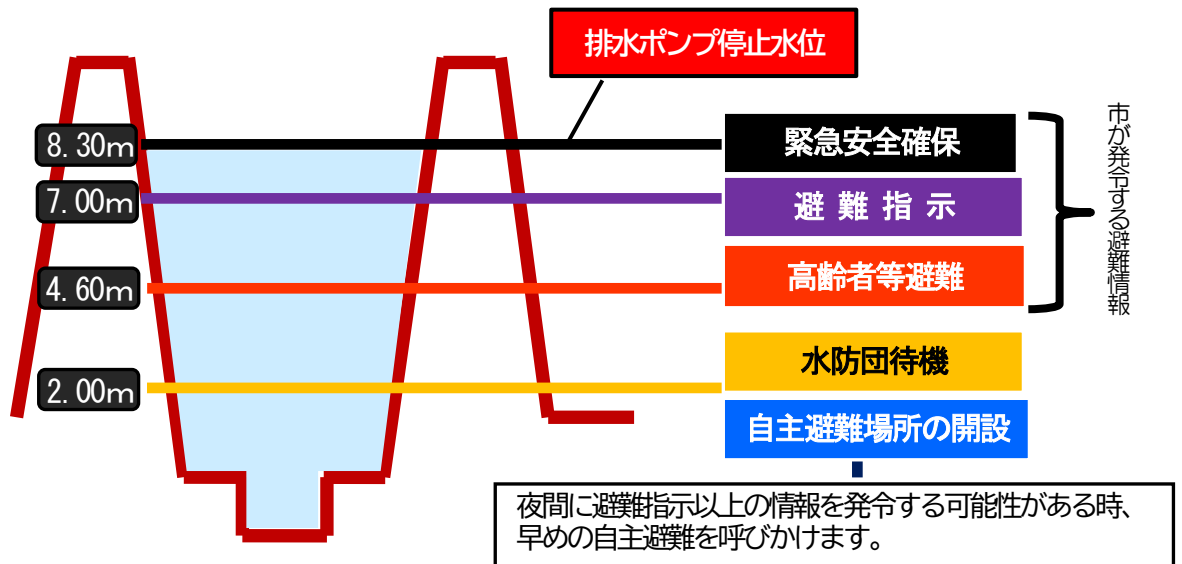 排水ポンプ停止水位
8.30m
緊急安全確保
7.00m
避難指示
4.60m
高齢者等避難
市が発令する避難情報
2.00m
水防団待機
自主避難場所の開設
夜間に避難指示以上の情報を発令する可能性がある時、
早めの自主避難を呼びかけます。